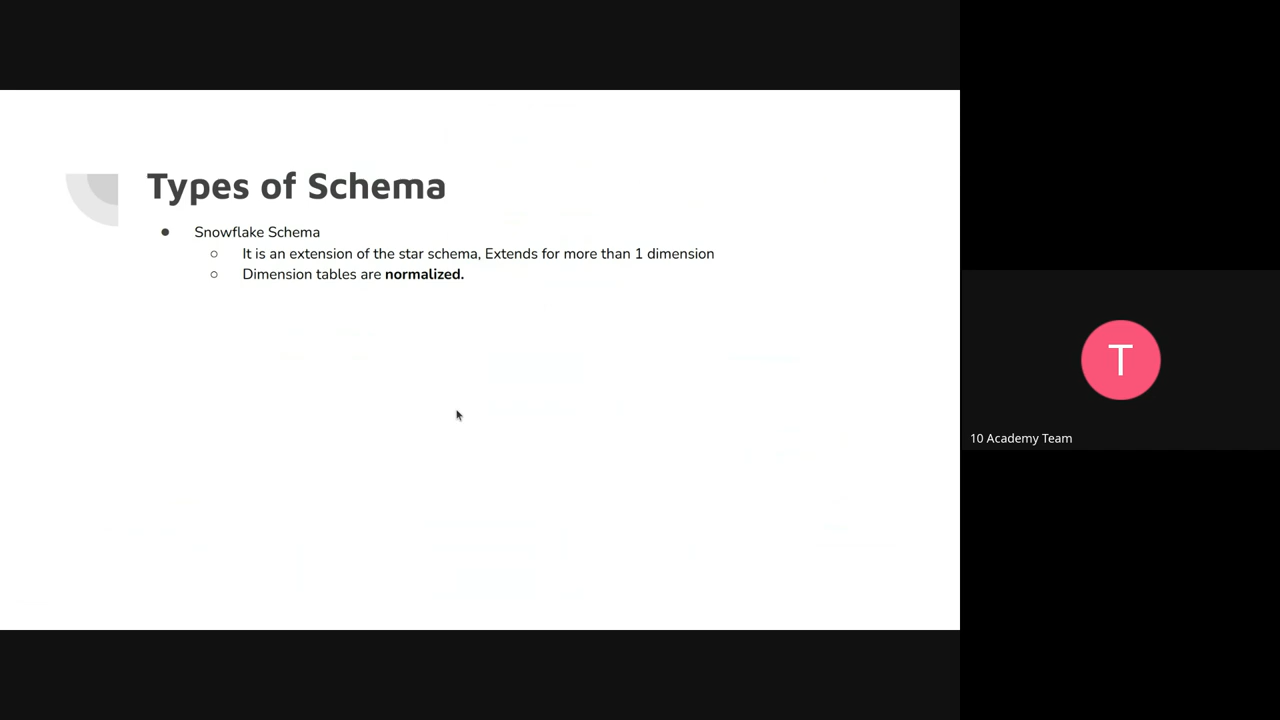 Types of Schema
● Snowflake Schema
○ It is an extension of the star schema, Extends for more than 1 dimension
○ Dimension tables are normalized.
T
10 Academy Team